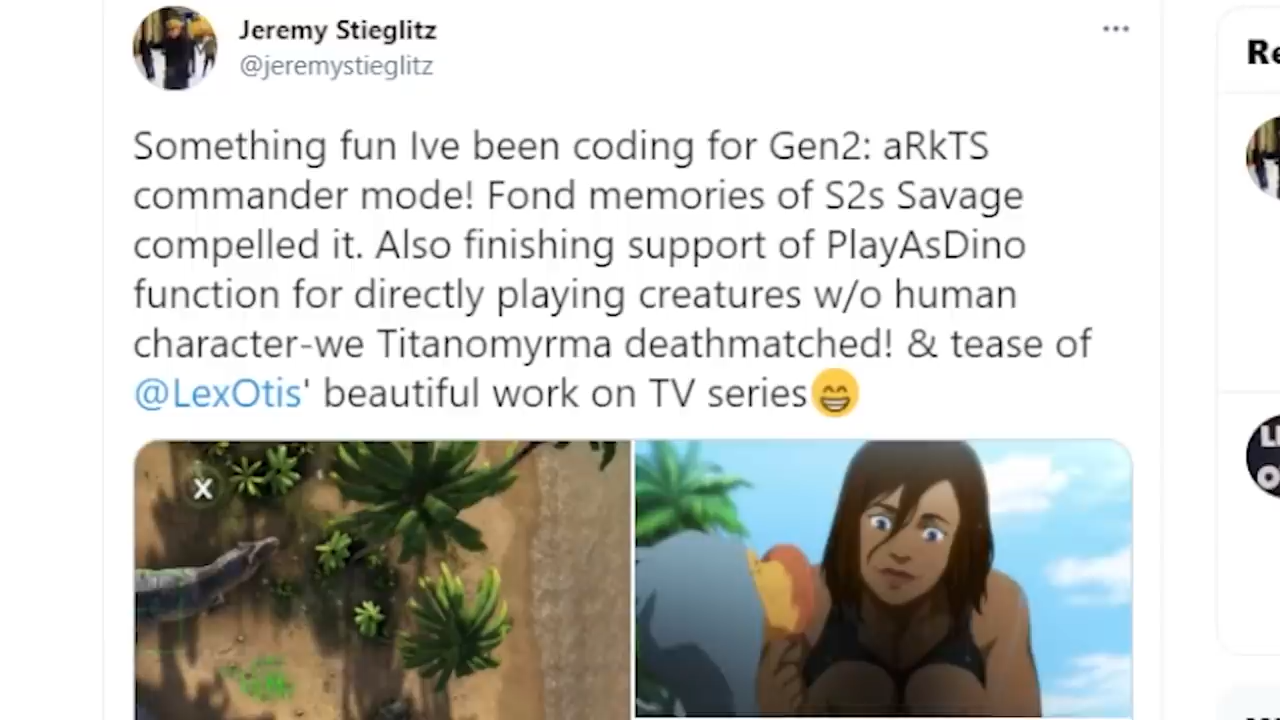 Jeremy Stieglitz
@jeremystieglitz
Something fun Ive been coding for Gen2: aRkTS
commander mode! Fond memories of S2s Savage
compelled it. Also finishing support of PlayAsDino
function for directly playing creatures w/o human
character-we Titanomyrma deathmatched! & tease of
@LexOtis' beautiful work on TV series😁
X
Re